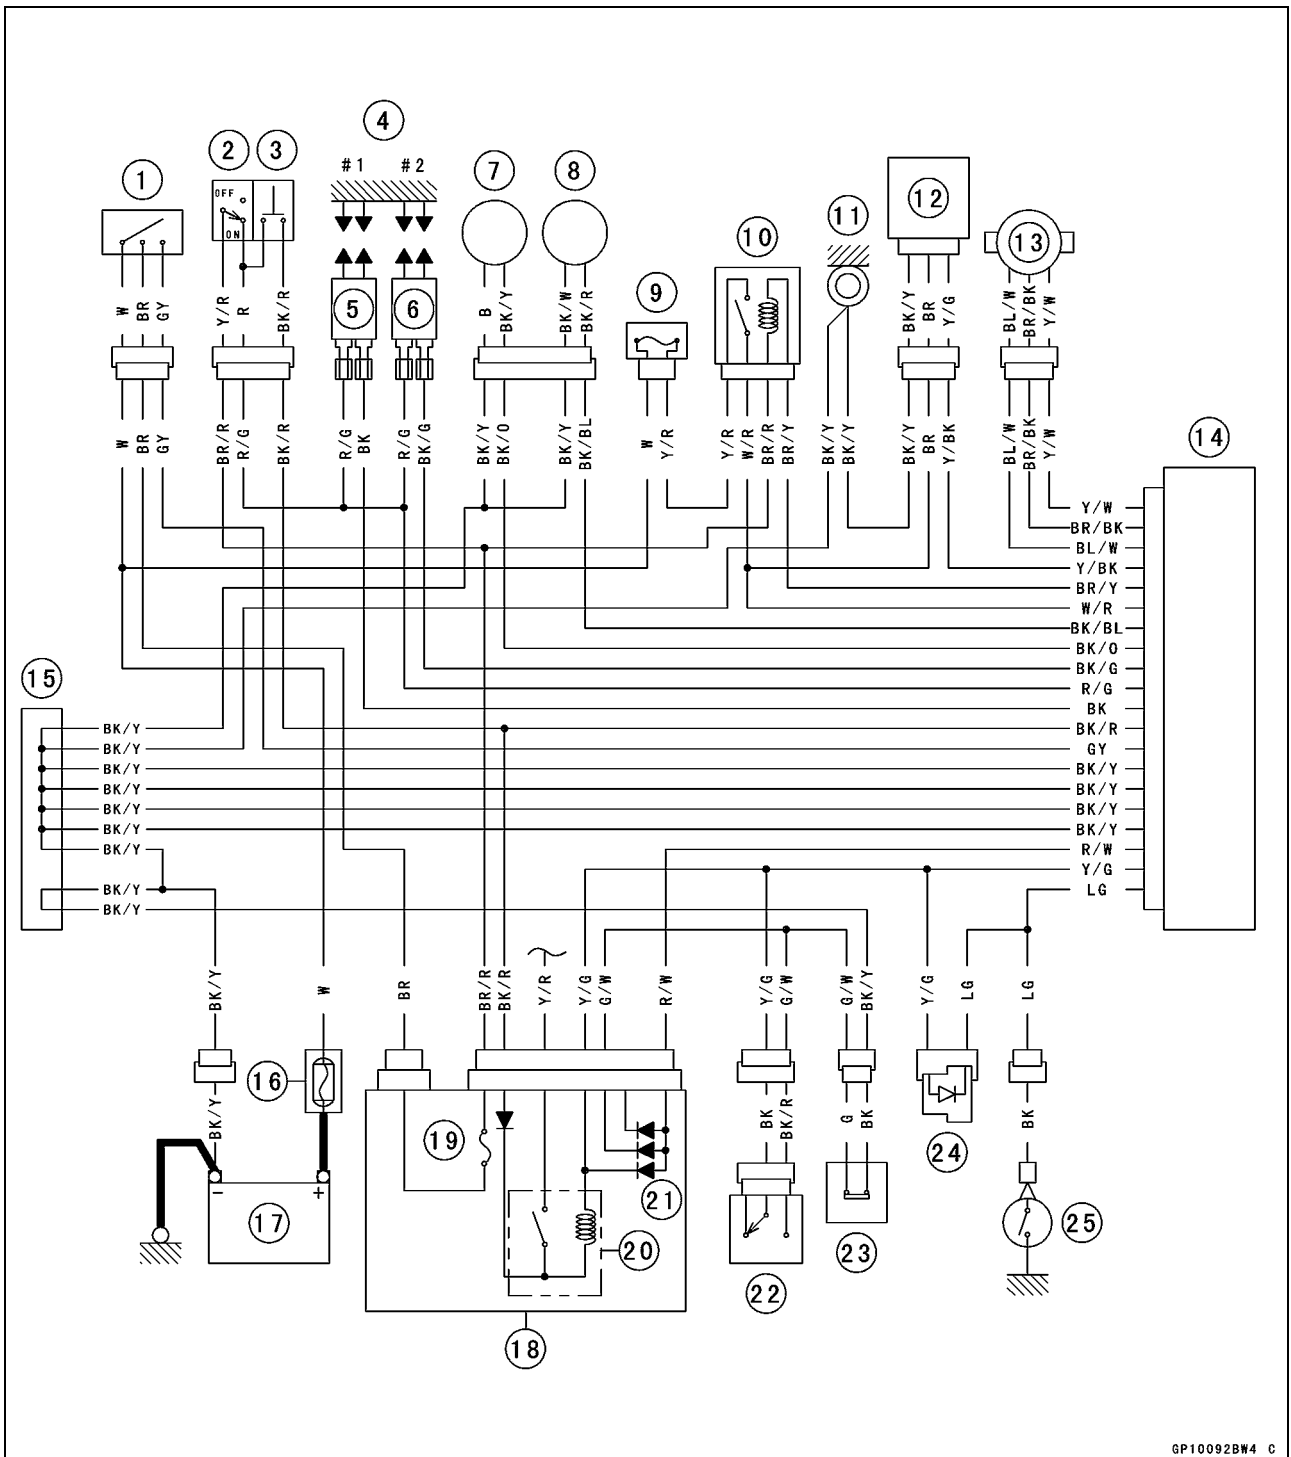 4
2 3
#1 #2
7 8
12
1
OFF
ON
11
10
13
5 6
9
W BR GY Y/R R BK/R B BK/Y BK/W BK/R BK/Y BR Y/G BL/W BR/BK Y/W
14
W BR GY BR/R R/G BK/R R/G BK R/G BK/G BK/Y BK/O BK/Y BK/BL W Y/R Y/R W/R BR/R BR/Y BK/Y BK/Y BK/Y BR Y/BK BL/W BR/BK Y/W
Y/W
BR/BK
BL/W
Y/BK
BR/Y
W/R
BK/BL
BK/O
BK/G
15
R/G
BK
BK/Y BK/R
BK/Y GY
BK/Y BK/Y
BK/Y BK/Y
BK/Y BK/Y
BK/Y BK/Y
BK/Y R/W
Y/G
BK/Y LG
BK/Y
BK/Y W BR BR/R BK/R Y/R Y/G G/W R/W Y/G G/W G/W BK/Y Y/G LG LG
16
BK/Y BK BK/R G BK BK
19
24
21
- +
17
25
20
23
22
18
GP10092BW4 C